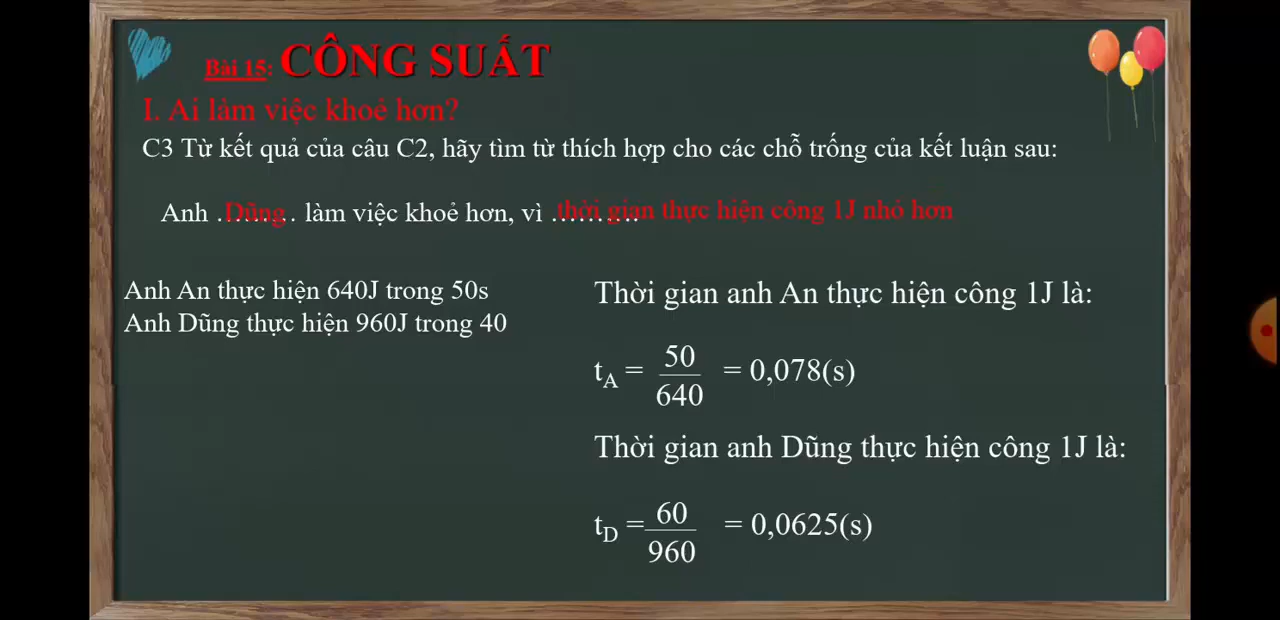 Bài 15: CÔNG SUẤT
I. Ai làm việc khoẻ hơn?
C3 Từ kết quả của câu C2, hãy tìm từ thích hợp cho các chỗ trống của kết luận sau:
Anh ...Dũng... làm việc khoẻ hơn, vì ..........thời gian thực hiện công 1J nhỏ hơn
Anh An thực hiện 640J trong 50s
Anh Dũng thực hiện 960J trong 40
Thời gian anh An thực hiện công 1J là:
tA = 50/640 = 0,078(s)
Thời gian anh Dũng thực hiện công 1J là:
tD = 60/960 = 0,0625(s)